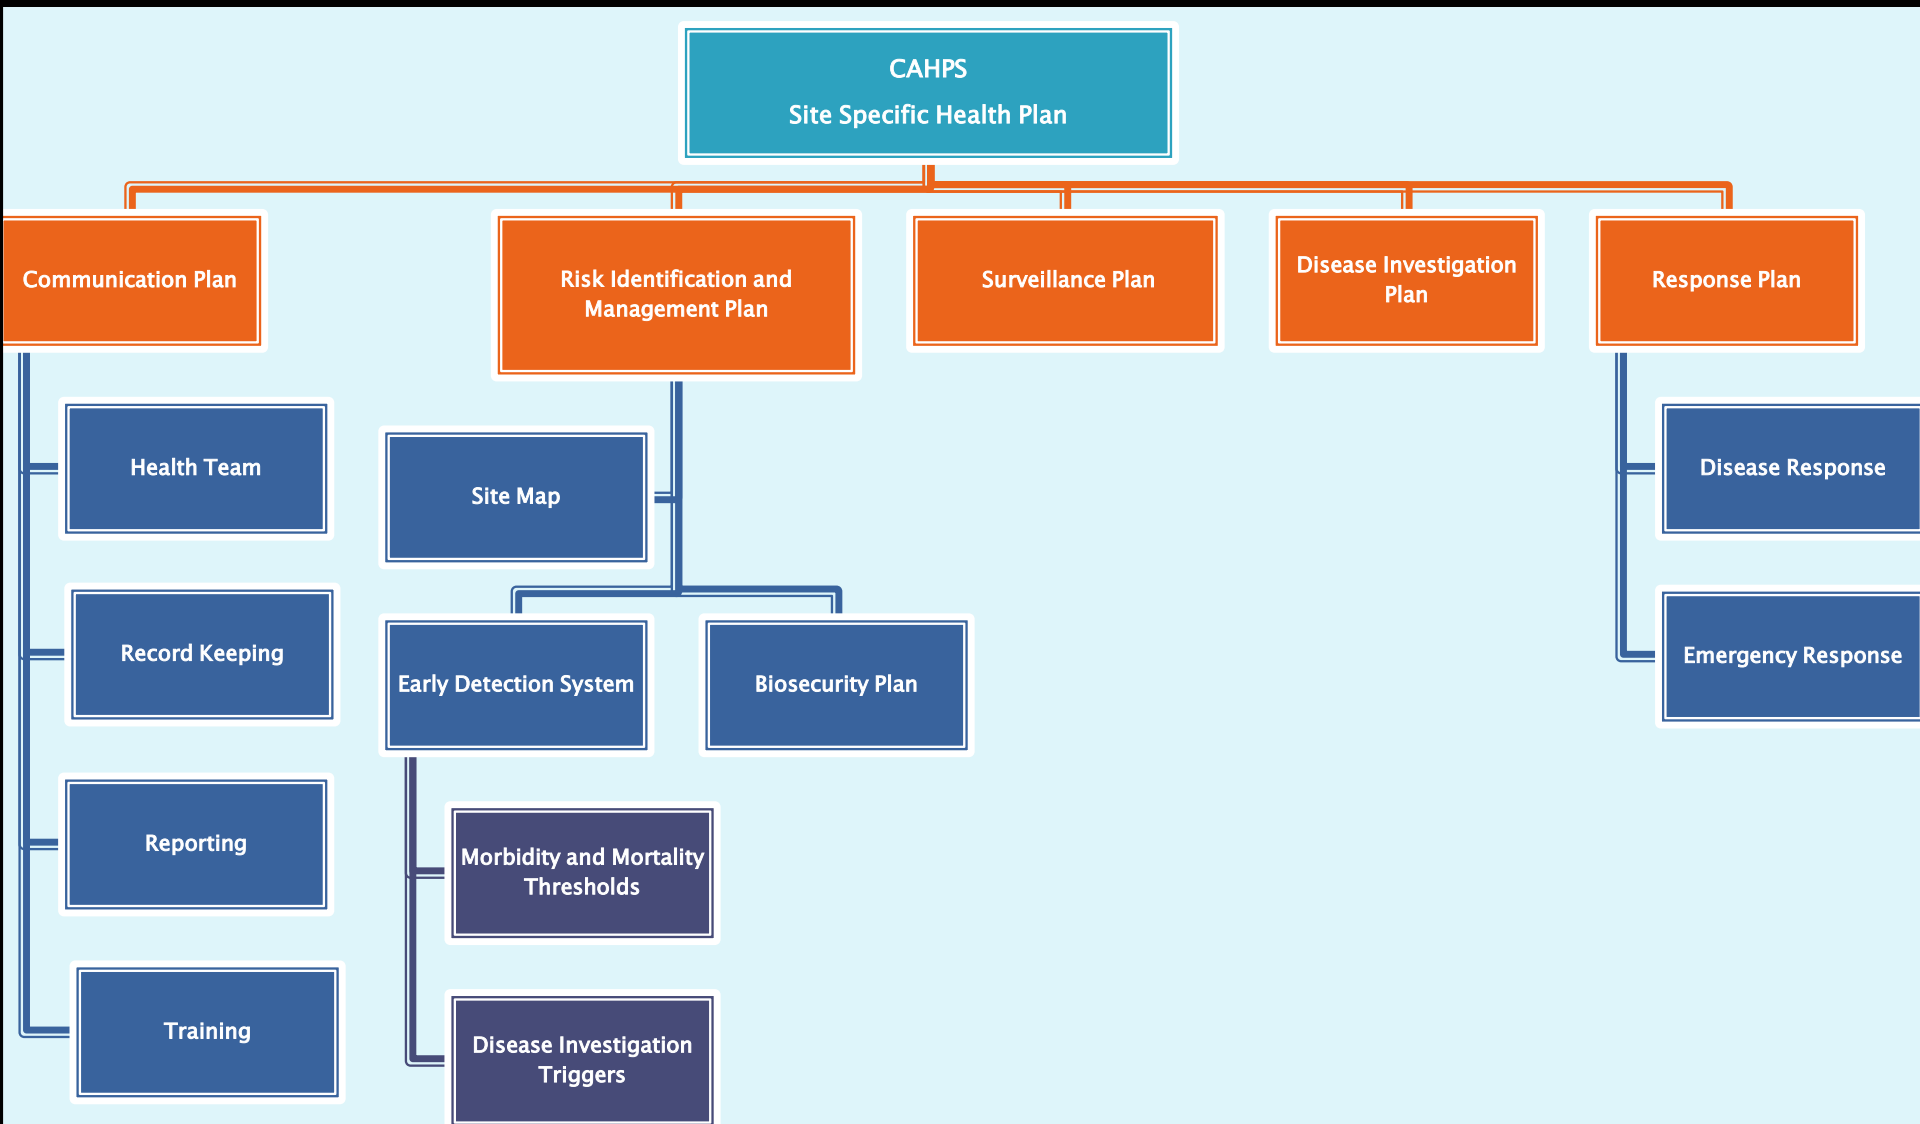 CAHPS
Site Specific Health Plan
Communication Plan
Risk Identification and
Management Plan
Surveillance Plan
Disease Investigation
Plan
Response Plan
Health Team
Record Keeping
Reporting
Training
Site Map
Early Detection System
Biosecurity Plan
Morbidity and Mortality
Thresholds
Disease Investigation
Triggers
Disease Response
Emergency Response